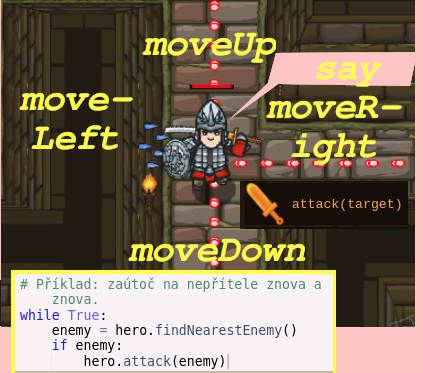 moveUp
say
move-
Left
moveR-
ight
attack(target)
moveDown
# Příklad: zaútoč na nepřítele znova a
znova.
while True:
enemy = hero.findNearestEnemy()
if enemy:
hero.attack(enemy)